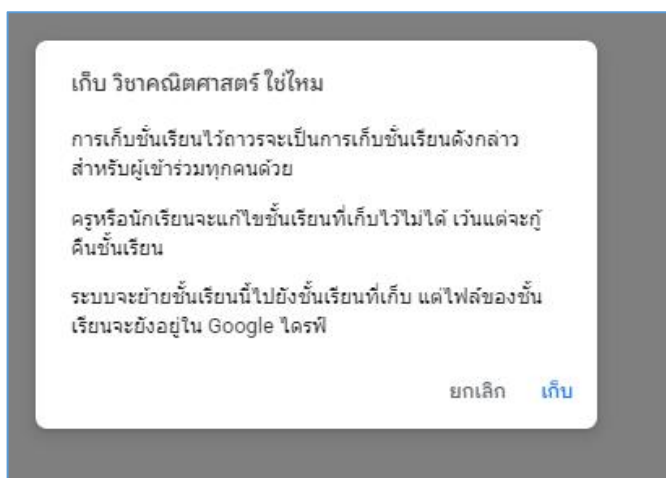 เก็บ วิชาคณิตศาสตร์ ใช่ไหม
การเก็บชั้นเรียนไว้ถาวรจะเป็นการเก็บชั้นเรียนดังกล่าว
สำหรับผู้เข้าร่วมทุกคนด้วย
ครูหรือนักเรียนจะแก้ไขชั้นเรียนที่เก็บไว้ไม่ได้ เว้นแต่จะกู้
คืนชั้นเรียน
ระบบจะย้ายชั้นเรียนนี้ไปยังชั้นเรียนที่เก็บ แต่ไฟล์ของชั้น
เรียนจะยังอยู่ใน Google ไดรฟ์
ยกเลิก เก็บ